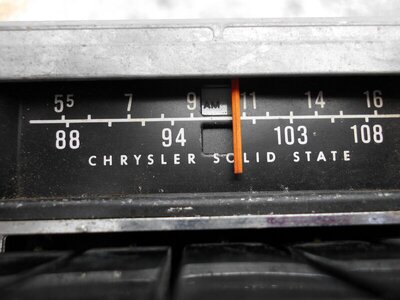 55 7 9 AM 11 14 16
88 94 103 108
CHRYSLER SOLID STATE